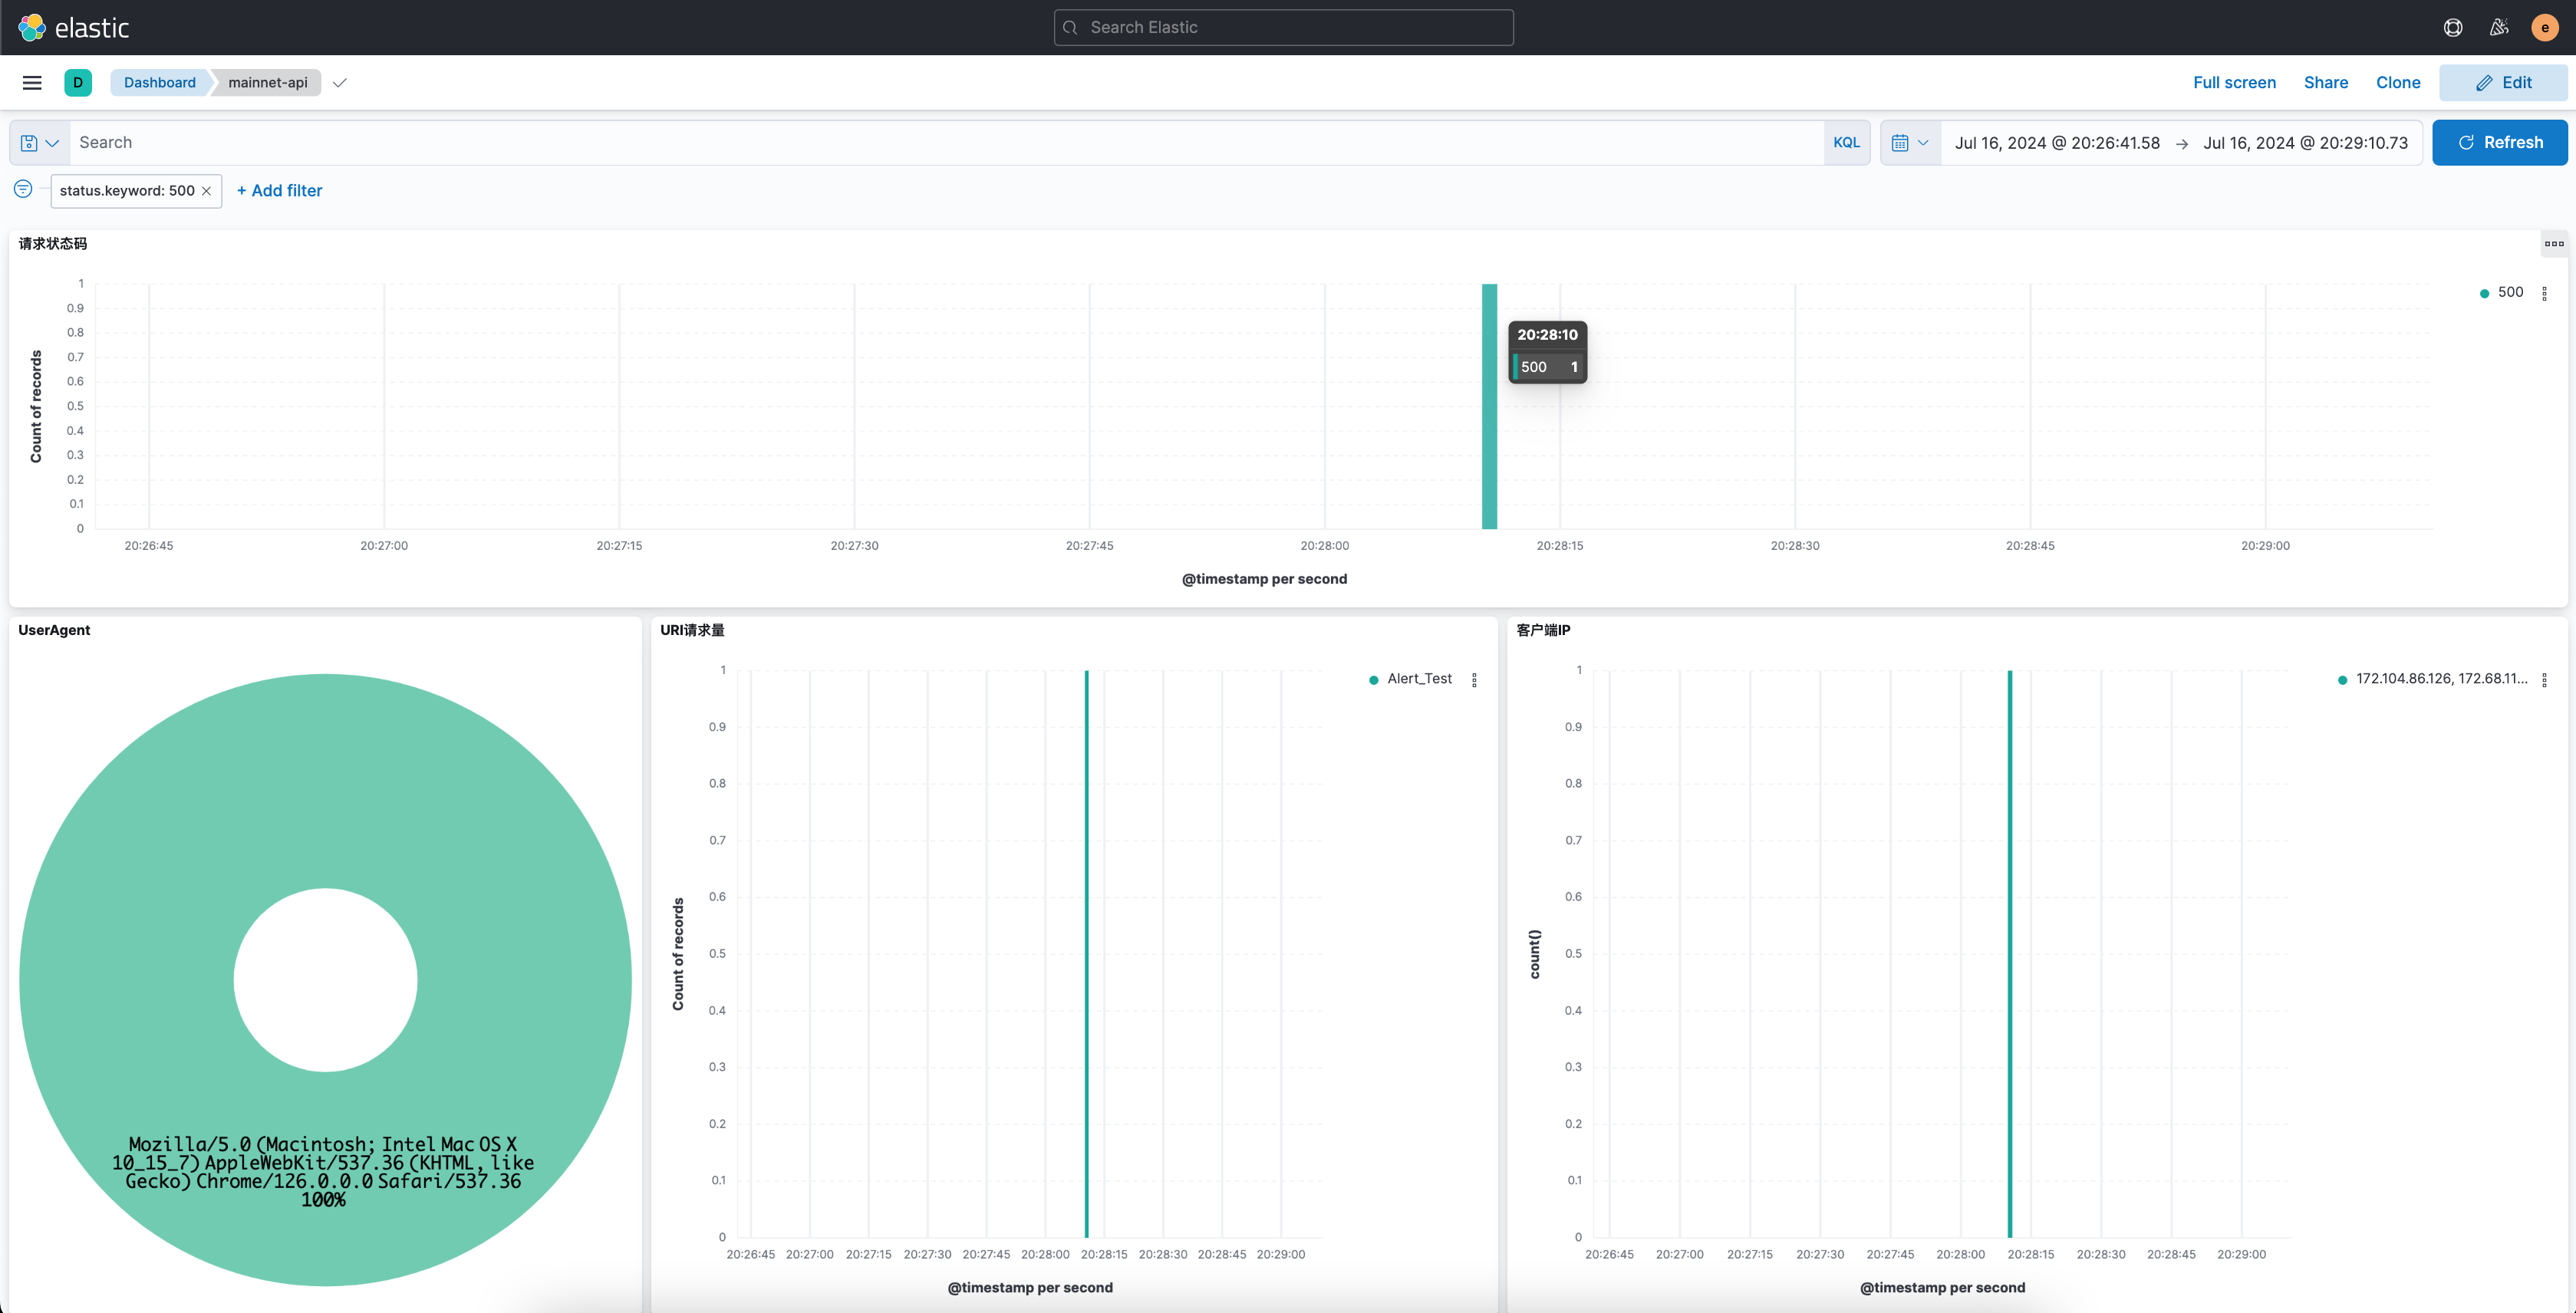 elastic
Search Elastic
e
D
Dashboard
mainnet-api
Full screen
Share
Clone
Edit
Search
KQL
Jul 16, 2024 @ 20:26:41.58 → Jul 16, 2024 @ 20:29:10.73
Refresh
status.keyword: 500 ×
+ Add filter
请求状态码
1
0.9
0.8
0.7
0.6
0.5
0.4
0.3
0.2
0.1
0
Count of records
20:28:10
500 1
500
20:26:45 20:27:00 20:27:15 20:27:30 20:27:45 20:28:00 20:28:15 20:28:30 20:28:45 20:29:00
@timestamp per second
UserAgent
Mozilla/5.0 (Macintosh; Intel Mac OS X
10_15_7) AppleWebKit/537.36 (KHTML, like
Gecko) Chrome/126.0.0.0 Safari/537.36
100%
URI请求量
1
0.9
0.8
0.7
0.6
0.5
0.4
0.3
0.2
0.1
0
Count of records
Alert_Test
20:26:45 20:27:00 20:27:15 20:27:30 20:27:45 20:28:00 20:28:15 20:28:30 20:28:45 20:29:00
@timestamp per second
客户端IP
1
0.9
0.8
0.7
0.6
0.5
0.4
0.3
0.2
0.1
0
count()
172.104.86.126, 172.68.11...
20:26:45 20:27:00 20:27:15 20:27:30 20:27:45 20:28:00 20:28:15 20:28:30 20:28:45 20:29:00
@timestamp per second